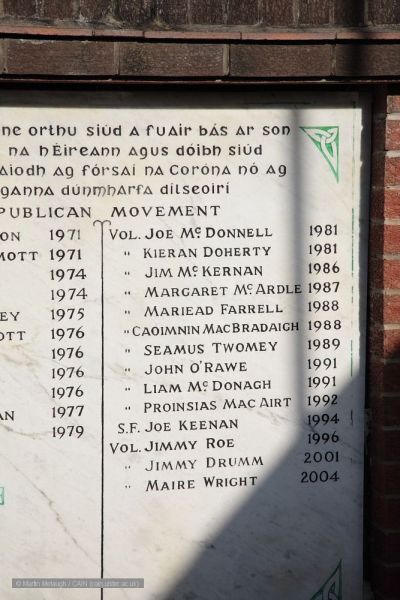 ne orthu siúd a fuair bás ar son
na hÉireann agus dóibh siúd
aiodh ag fórsaí na Coróna nó ag
ganna dúnmharfa dílseoirí
PUBLICAN MOVEMENT
ON 1971
MOTT 1971
1974
1974
EY 1975
OTT 1976
1976
1976
1976
AN 1977
1979
VOL. JOE McDONNELL 1981
" KIERAN DOHERTY 1981
" JIM McKERNAN 1986
" MARGARET McARDLE 1987
" MARIEAD FARRELL 1988
" CAOIMNIN MACBRADAIGH 1988
" SEAMUS TWOMEY 1989
" JOHN O'RAWE 1991
" LIAM McDONAGH 1991
" PROINSIAS MAC AIRT 1992
S.F. JOE KEENAN 1994
VOL. JIMMY ROE 1996
" JIMMY DRUMM 2001
" MAIRE WRIGHT 2004
© Martin Melaugh / CAIN (cain.ulster.ac.uk)